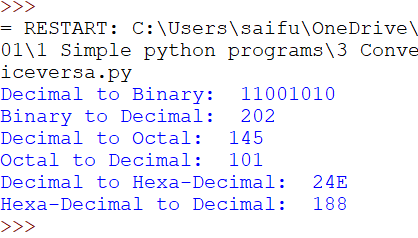 >>>
= RESTART: C:\Users\saifu\OneDrive\
01\1 Simple python programs\3 Conve
iceversa.py
Decimal to Binary:  11001010
Binary to Decimal:  202
Decimal to Octal:  145
Octal to Decimal:  101
Decimal to Hexa-Decimal:  24E
Hexa-Decimal to Decimal:  188
>>>